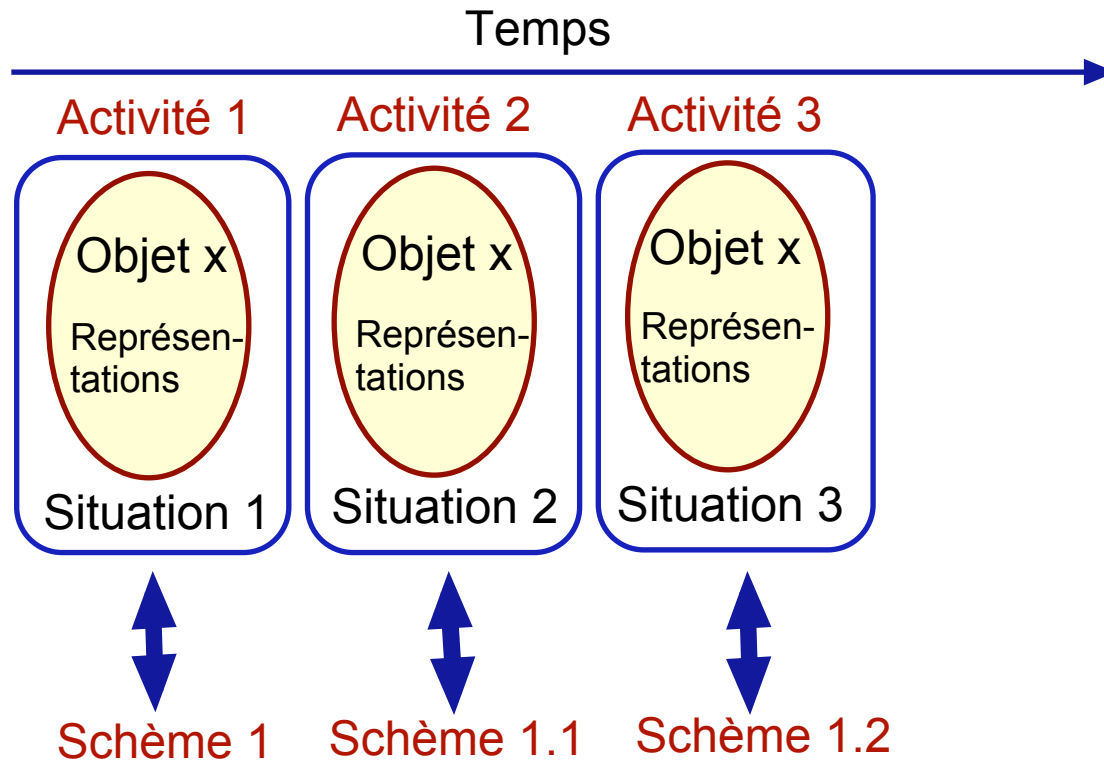 Temps
Activité 1
Activité 2
Activité 3
Objet x
Représen-
tations
Situation 1
Objet x
Représen-
tations
Situation 2
Objet x
Représen-
tations
Situation 3
Schème 1
Schème 1.1
Schème 1.2